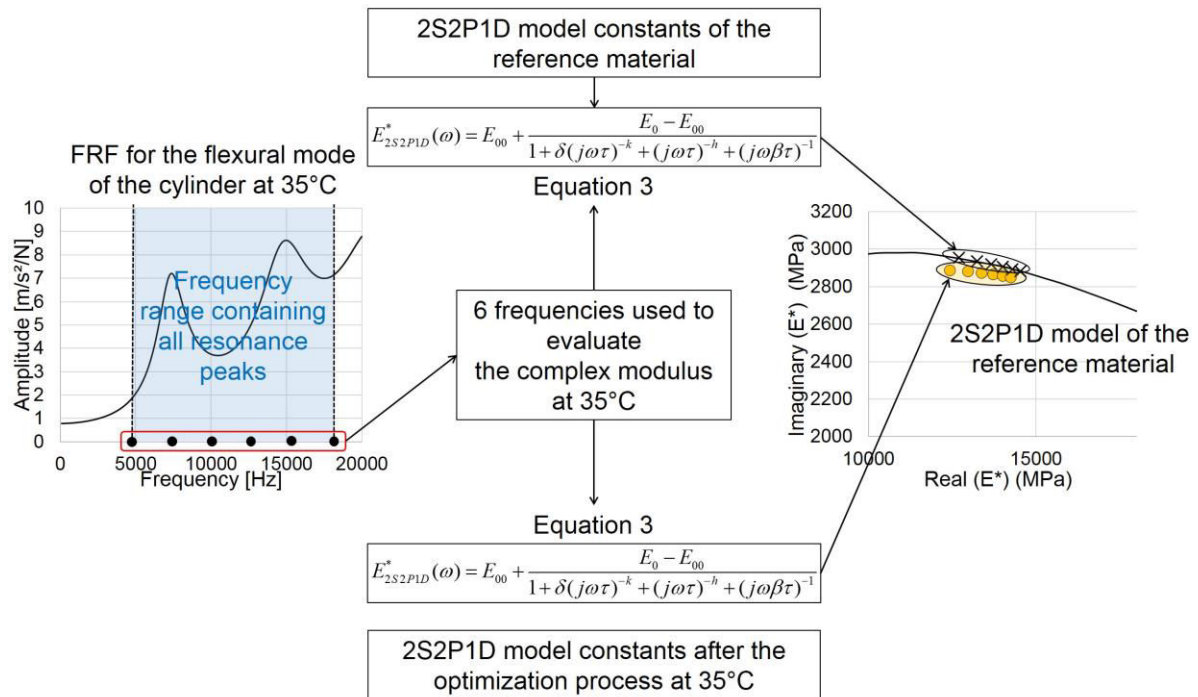 2S2P1D model constants of the
reference material
E*2S2P1D(ω) = E00 + (E0 − E00) / (1 + δ(jωτ)^−k + (jωτ)^−h + (jωβτ)^−1)
Equation 3
FRF for the flexural mode
of the cylinder at 35°C
Amplitude [m/s²/N]
10
9
8
7
6
5
4
3
2
1
0
Frequency
range containing
all resonance
peaks
0 5000 10000 15000 20000
Frequency [Hz]
6 frequencies used to
evaluate
the complex modulus
at 35°C
Imaginary (E*) (MPa)
3200
3000
2800
2600
2400
2200
2000
2S2P1D model of the
reference material
10000 15000
Real (E*) (MPa)
Equation 3
E*2S2P1D(ω) = E00 + (E0 − E00) / (1 + δ(jωτ)^−k + (jωτ)^−h + (jωβτ)^−1)
2S2P1D model constants after the
optimization process at 35°C